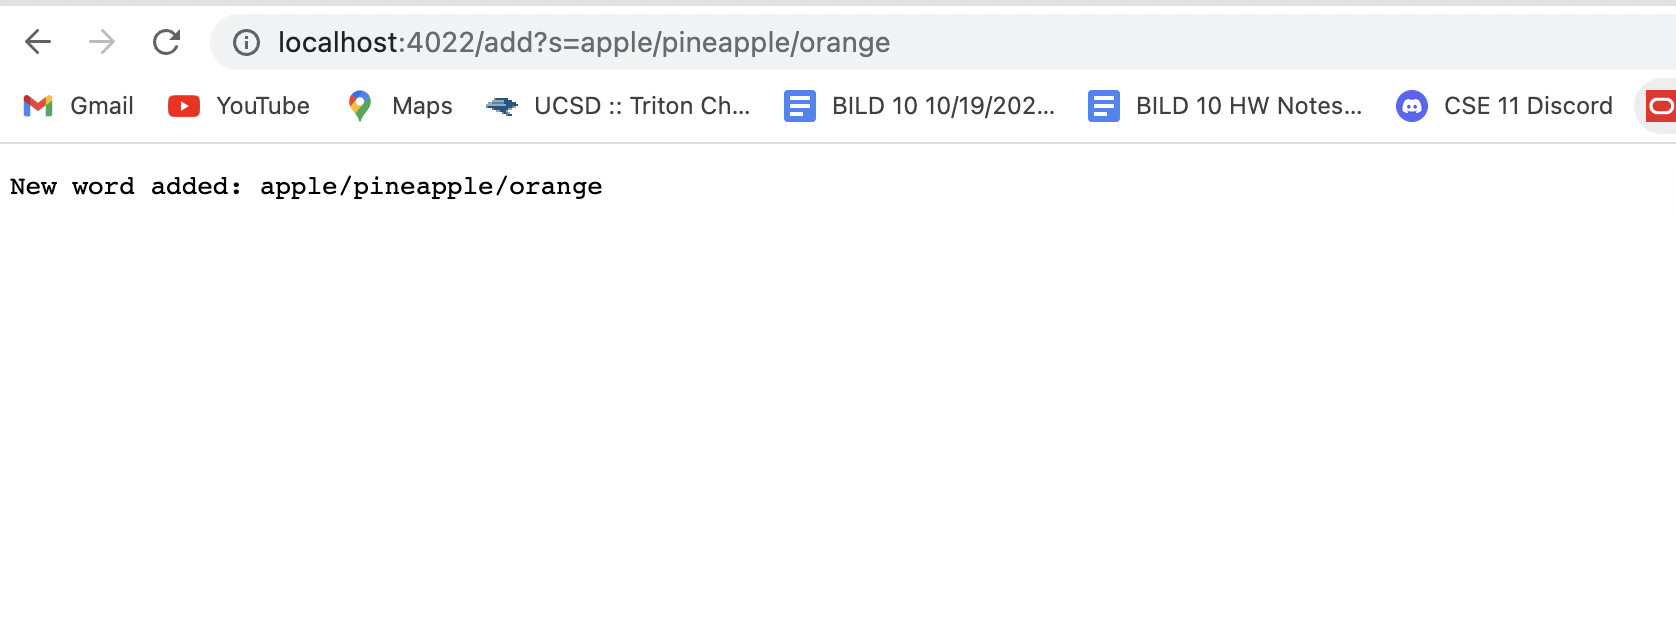 localhost:4022/add?s=apple/pineapple/orange
Gmail YouTube Maps UCSD :: Triton Ch... BILD 10 10/19/202... BILD 10 HW Notes... CSE 11 Discord
New word added: apple/pineapple/orange